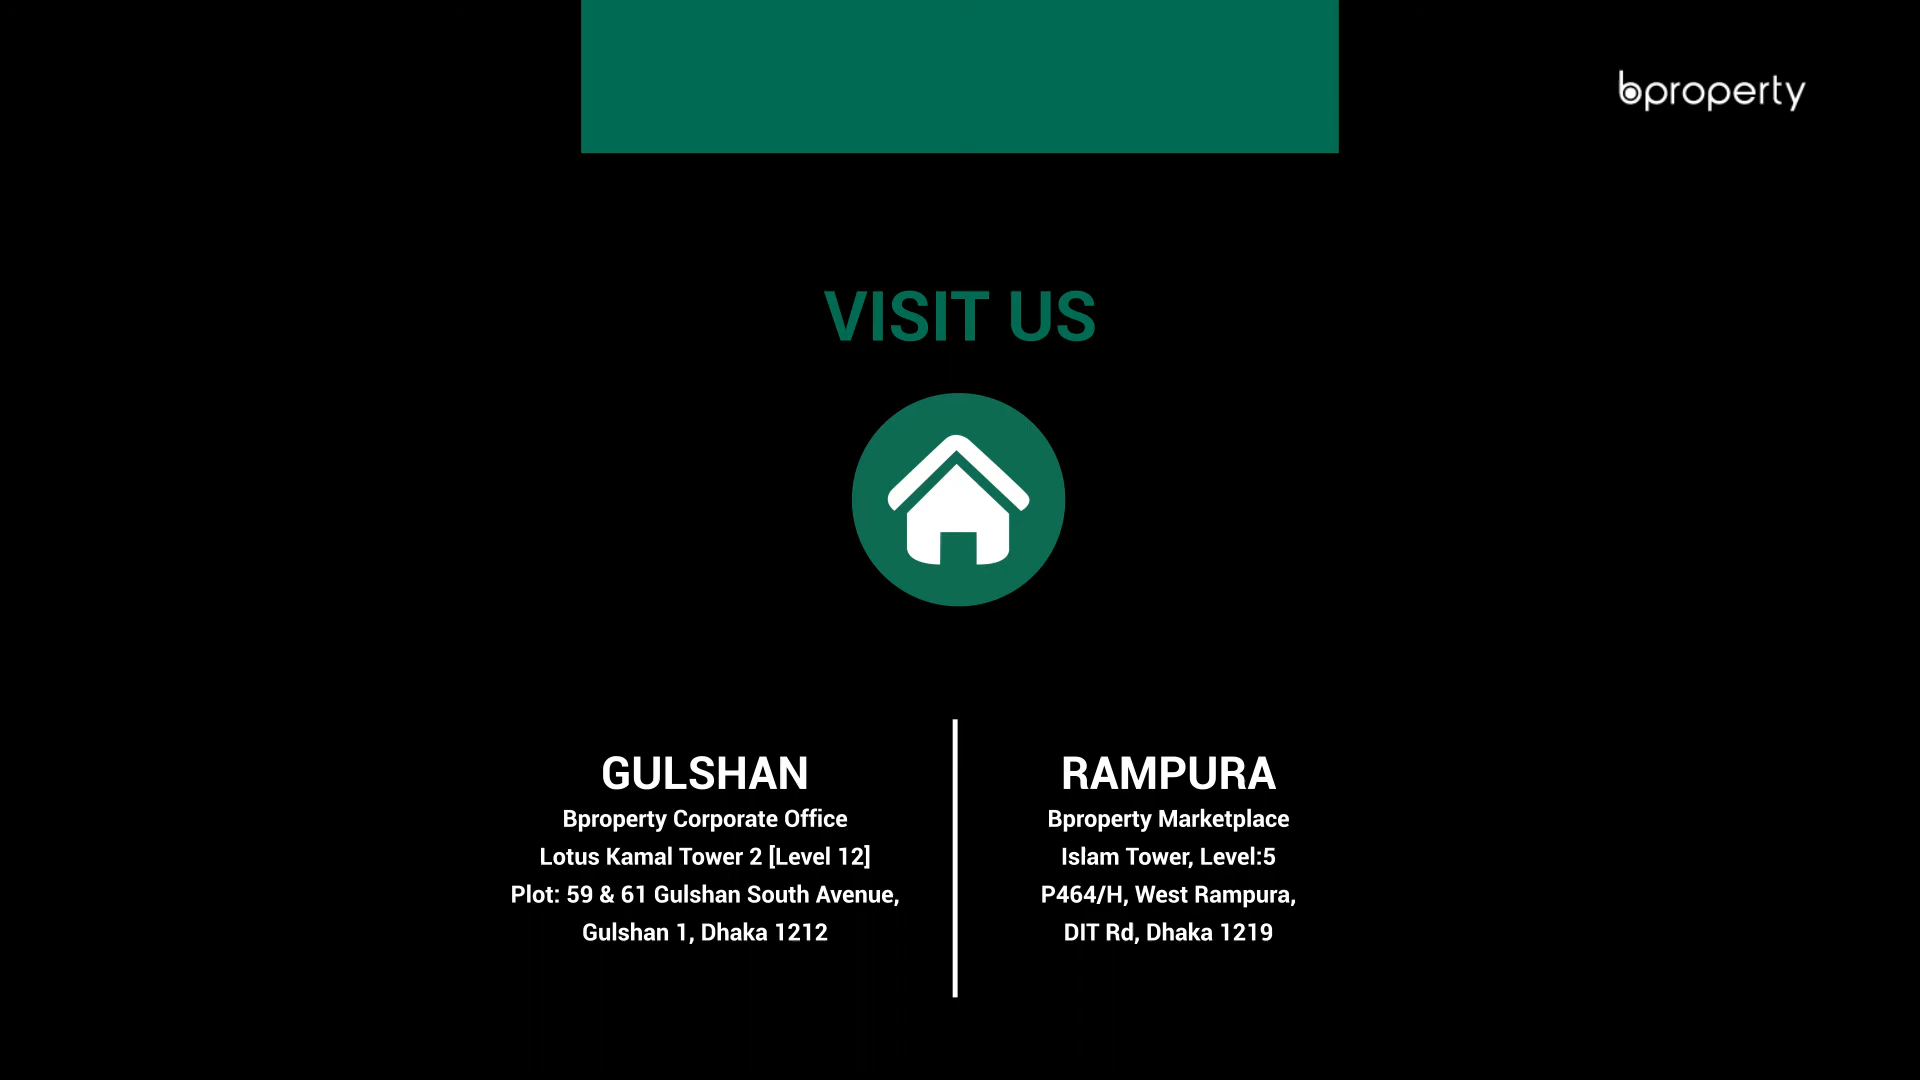 bproperty
VISIT US
GULSHAN
Bproperty Corporate Office
Lotus Kamal Tower 2 [Level 12]
Plot: 59 & 61 Gulshan South Avenue,
Gulshan 1, Dhaka 1212
RAMPURA
Bproperty Marketplace
Islam Tower, Level:5
P464/H, West Rampura,
DIT Rd, Dhaka 1219